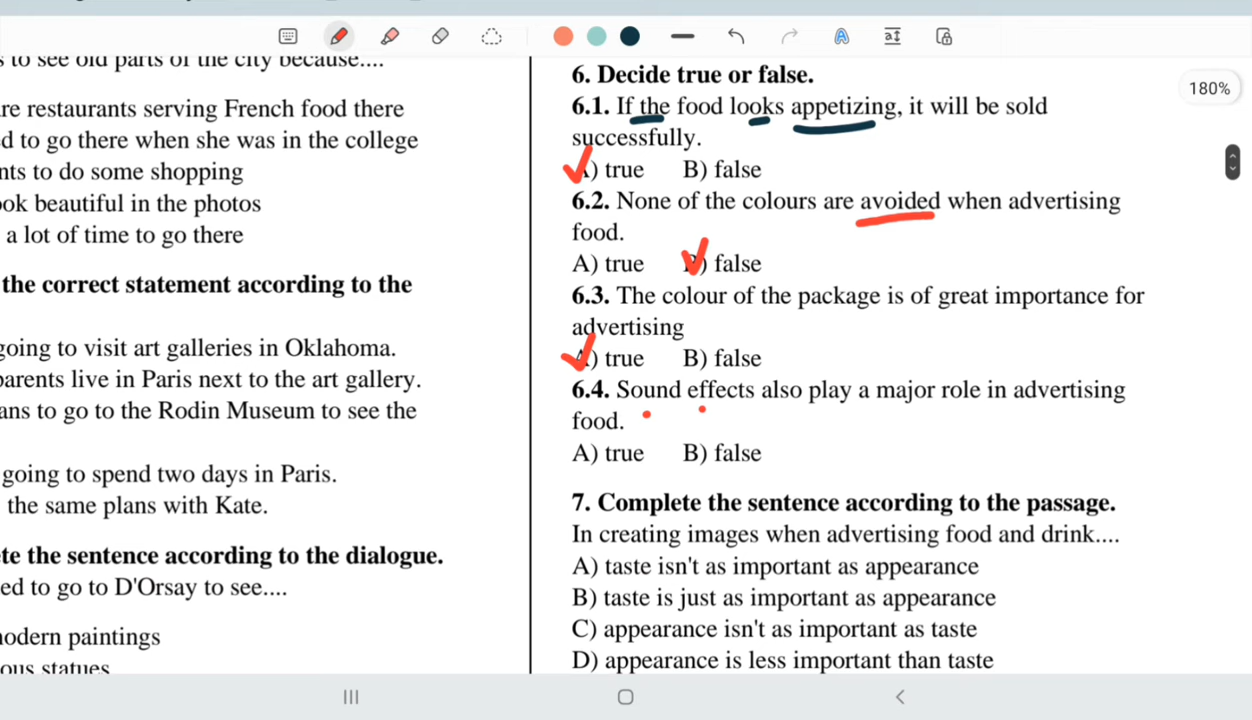 s to see old parts of the city because....
re restaurants serving French food there
d to go there when she was in the college
nts to do some shopping
ok beautiful in the photos
a lot of time to go there
the correct statement according to the
going to visit art galleries in Oklahoma.
parents live in Paris next to the art gallery.
ans to go to the Rodin Museum to see the
going to spend two days in Paris.
the same plans with Kate.
te the sentence according to the dialogue.
ed to go to D'Orsay to see....
modern paintings
ous statues
180%
6. Decide true or false.
6.1. If the food looks appetizing, it will be sold
successfully.
A) true B) false
6.2. None of the colours are avoided when advertising
food.
A) true B) false
6.3. The colour of the package is of great importance for
advertising
A) true B) false
6.4. Sound effects also play a major role in advertising
food.
A) true B) false
7. Complete the sentence according to the passage.
In creating images when advertising food and drink....
A) taste isn't as important as appearance
B) taste is just as important as appearance
C) appearance isn't as important as taste
D) appearance is less important than taste